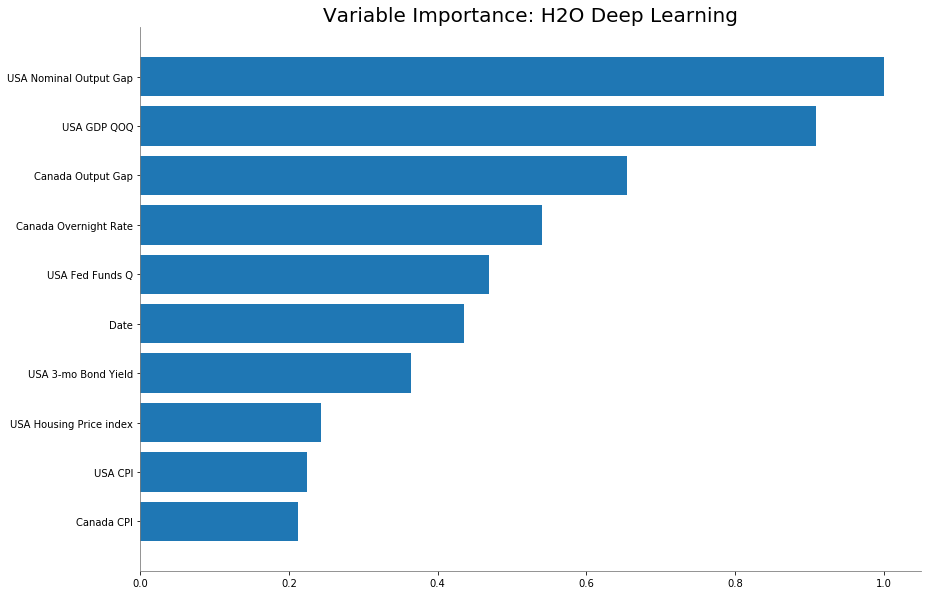 Variable Importance: H2O Deep Learning
USA Nominal Output Gap
USA GDP QOQ
Canada Output Gap
Canada Overnight Rate
USA Fed Funds Q
Date
USA 3-mo Bond Yield
USA Housing Price index
USA CPI
Canada CPI
0.0 0.2 0.4 0.6 0.8 1.0